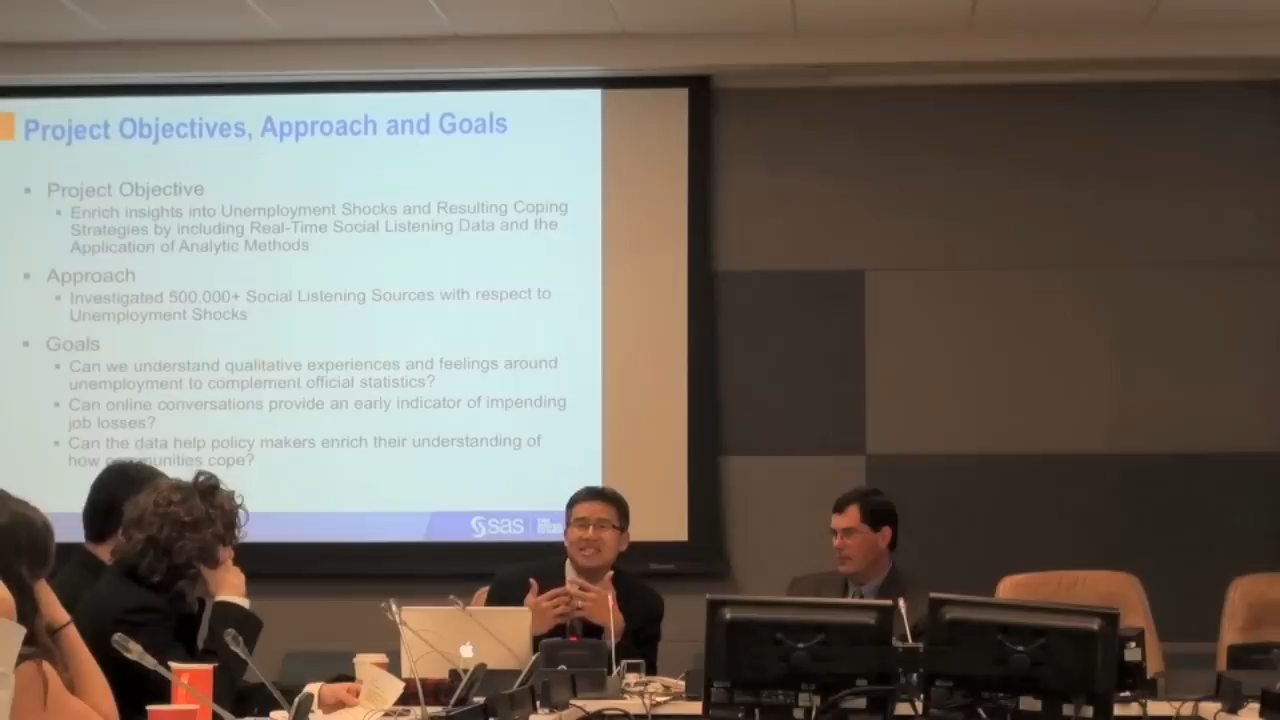 Project Objectives, Approach and Goals
Project Objective
Enrich insights into Unemployment Shocks and Resulting Coping
Strategies by including Real-Time Social Listening Data and the
Application of Analytic Methods
Approach
Investigated 500,000+ Social Listening Sources with respect to
Unemployment Shocks
Goals
Can we understand qualitative experiences and feelings around
unemployment to complement official statistics?
Can online conversations provide an early indicator of impending
job losses?
Can the data help policy makers enrich their understanding of
how communities cope?
sas